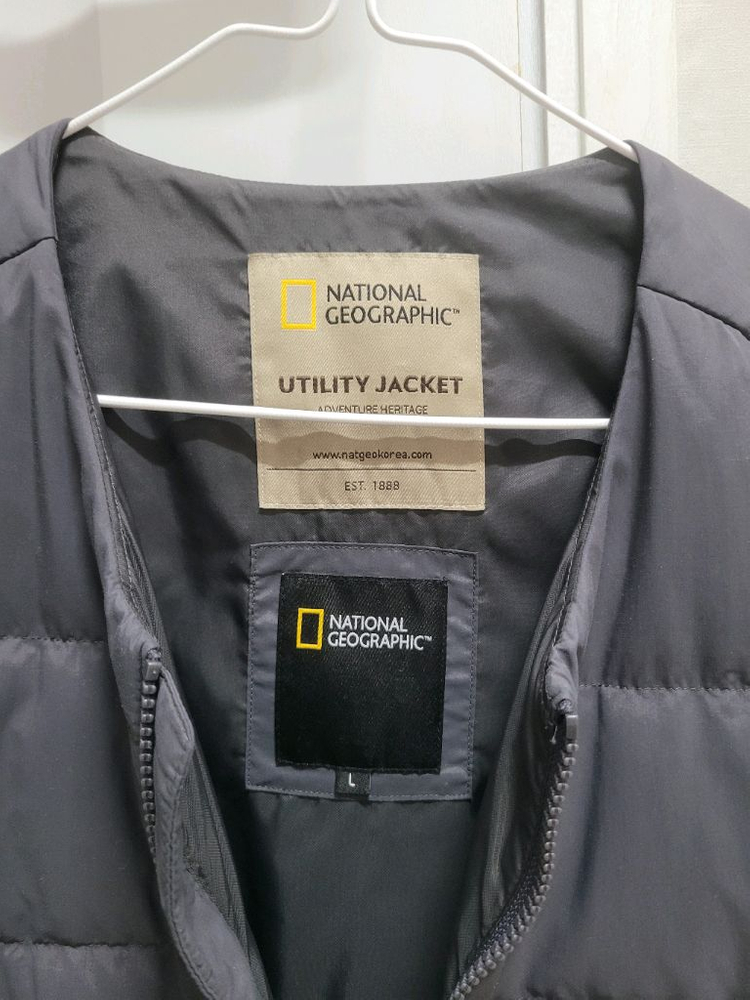 NATIONAL
GEOGRAPHIC™
UTILITY JACKET
ADVENTURE HERITAGE
www.natgeokorea.com
EST. 1888
NATIONAL
GEOGRAPHIC™
L